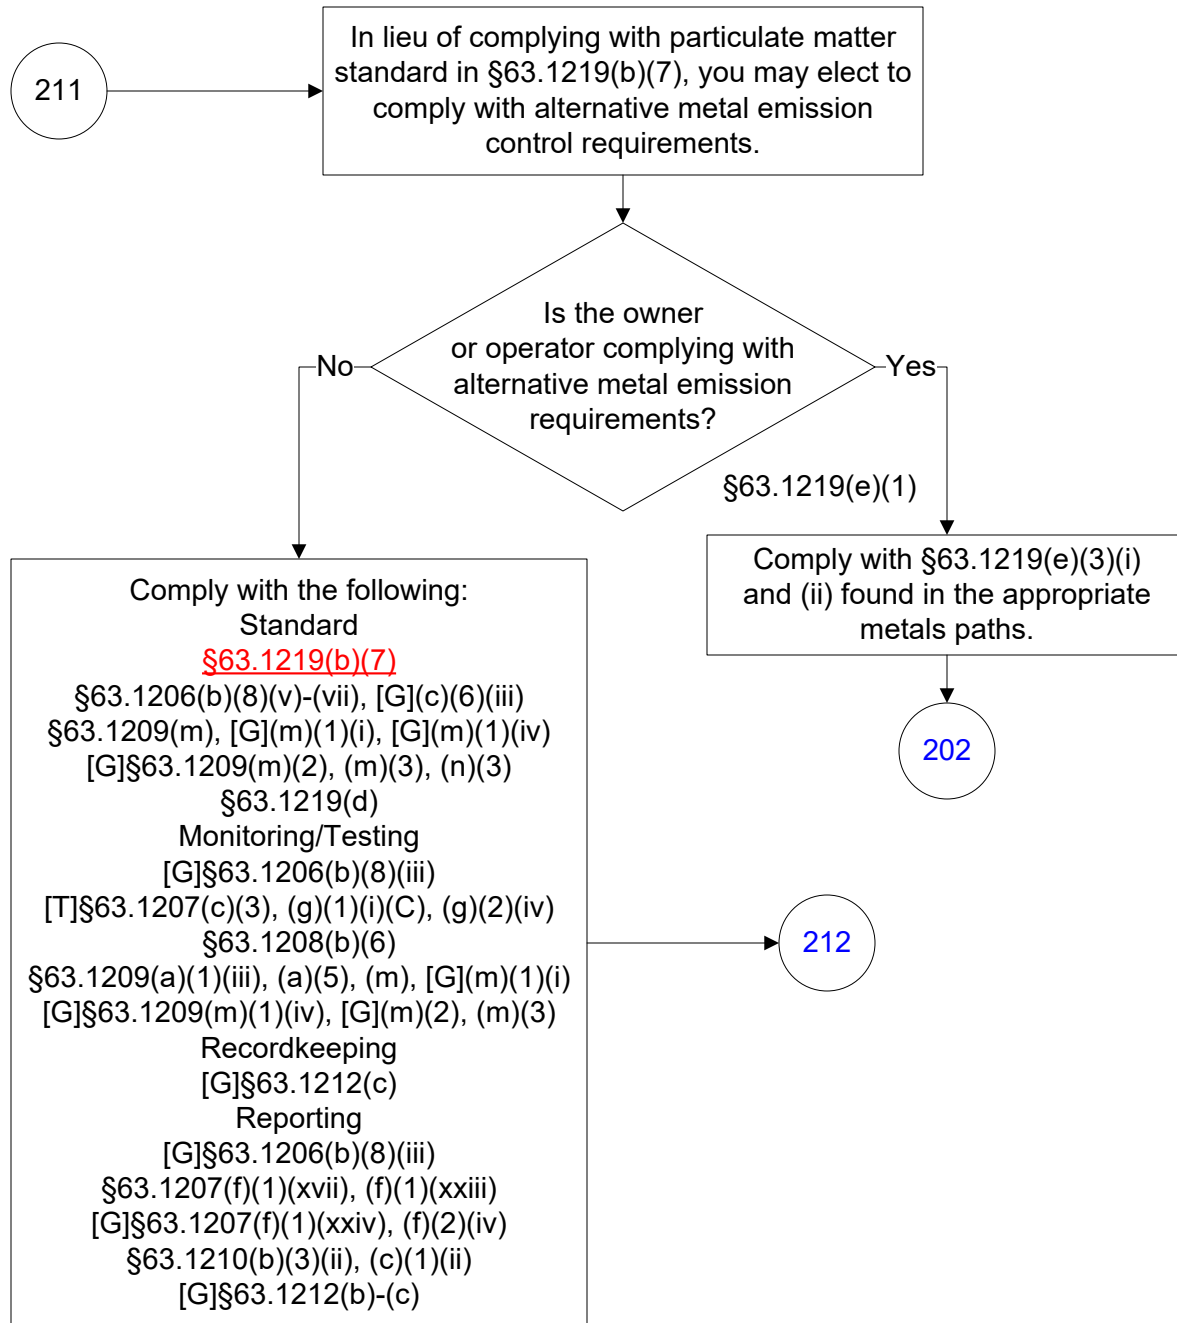 211
In lieu of complying with particulate matter
standard in §63.1219(b)(7), you may elect to
comply with alternative metal emission
control requirements.
Is the owner
or operator complying with
alternative metal emission
requirements?
No
Yes
§63.1219(e)(1)
Comply with §63.1219(e)(3)(i)
and (ii) found in the appropriate
metals paths.
202
Comply with the following:
Standard
§63.1219(b)(7)
§63.1206(b)(8)(v)-(vii), [G](c)(6)(iii)
§63.1209(m), [G](m)(1)(i), [G](m)(1)(iv)
[G]§63.1209(m)(2), (m)(3), (n)(3)
§63.1219(d)
Monitoring/Testing
[G]§63.1206(b)(8)(iii)
[T]§63.1207(c)(3), (g)(1)(i)(C), (g)(2)(iv)
§63.1208(b)(6)
§63.1209(a)(1)(iii), (a)(5), (m), [G](m)(1)(i)
[G]§63.1209(m)(1)(iv), [G](m)(2), (m)(3)
Recordkeeping
[G]§63.1212(c)
Reporting
[G]§63.1206(b)(8)(iii)
§63.1207(f)(1)(xvii), (f)(1)(xxiii)
[G]§63.1207(f)(1)(xxiv), (f)(2)(iv)
§63.1210(b)(3)(ii), (c)(1)(ii)
[G]§63.1212(b)-(c)
212